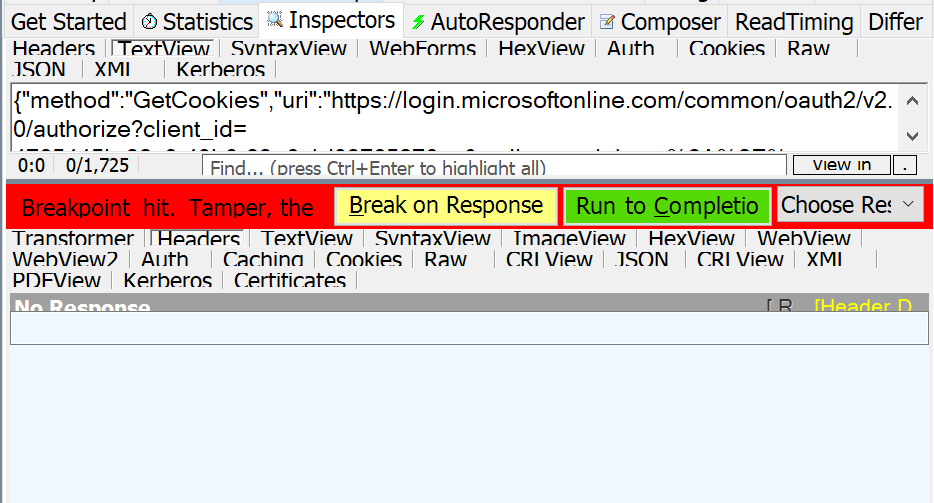 Get Started Statistics Inspectors AutoResponder Composer ReadTiming Differ
Headers TextView SyntaxView WebForms HexView Auth Cookies Raw
JSON XML Kerberos
{"method":"GetCookies","uri":"https://login.microsoftonline.com/common/oauth2/v2.
0/authorize?client_id=
0:0 0/1,725 Find... (press Ctrl+Enter to highlight all) View in .
Breakpoint hit. Tamper, the Break on Response Run to Completio Choose Res
Transformer Headers TextView SyntaxView ImageView HexView WebView
WebView2 Auth Caching Cookies Raw CRLView JSON CRLView XML
PDFView Kerberos Certificates
No Response [ R [Header D